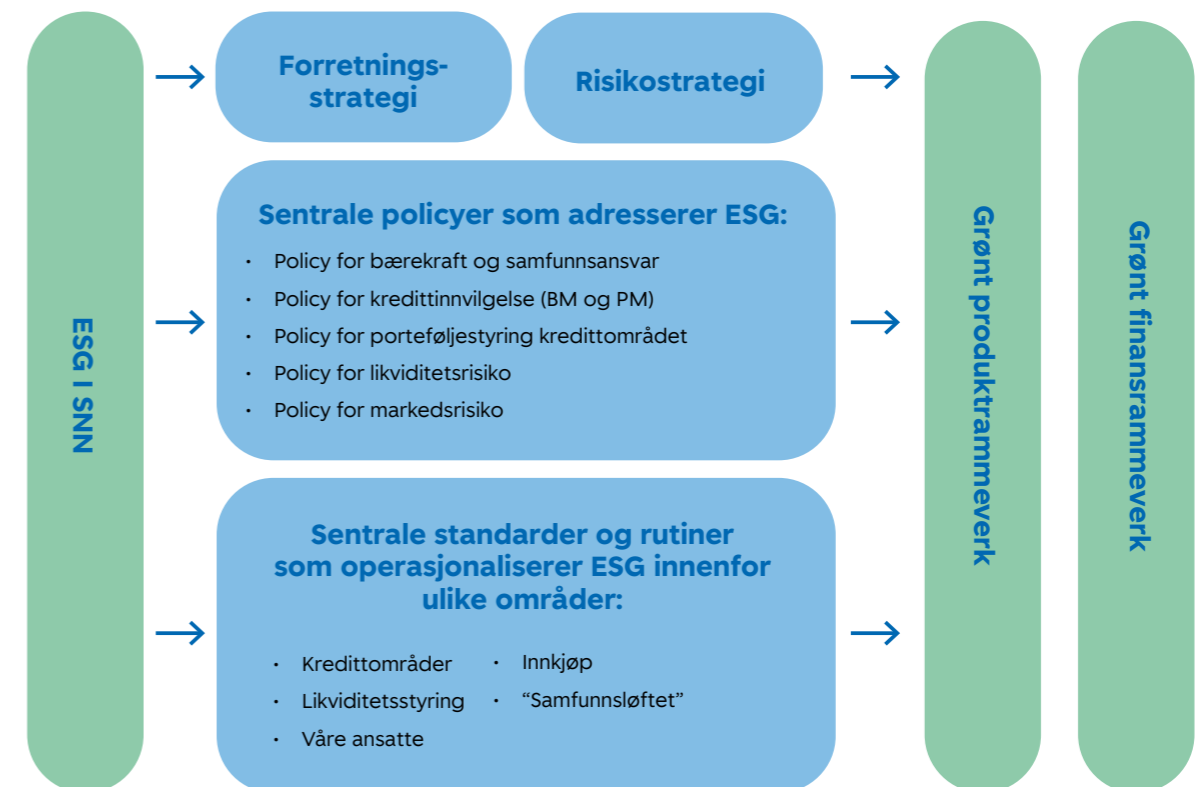 ESG I SNN
Forretnings-
strategi
Risikostrategi
Sentrale policyer som adresserer ESG:
· Policy for bærekraft og samfunnsansvar
· Policy for kredittinnvilgelse (BM og PM)
· Policy for porteføljestyring kredittområdet
· Policy for likviditetsrisiko
· Policy for markedsrisiko
Sentrale standarder og rutiner
som operasjonaliserer ESG innenfor
ulike områder:
· Kredittområder
· Likviditetsstyring
· Våre ansatte
· Innkjøp
· “Samfunnsløftet”
Grønt produktrammeverk
Grønt finansrammeverk